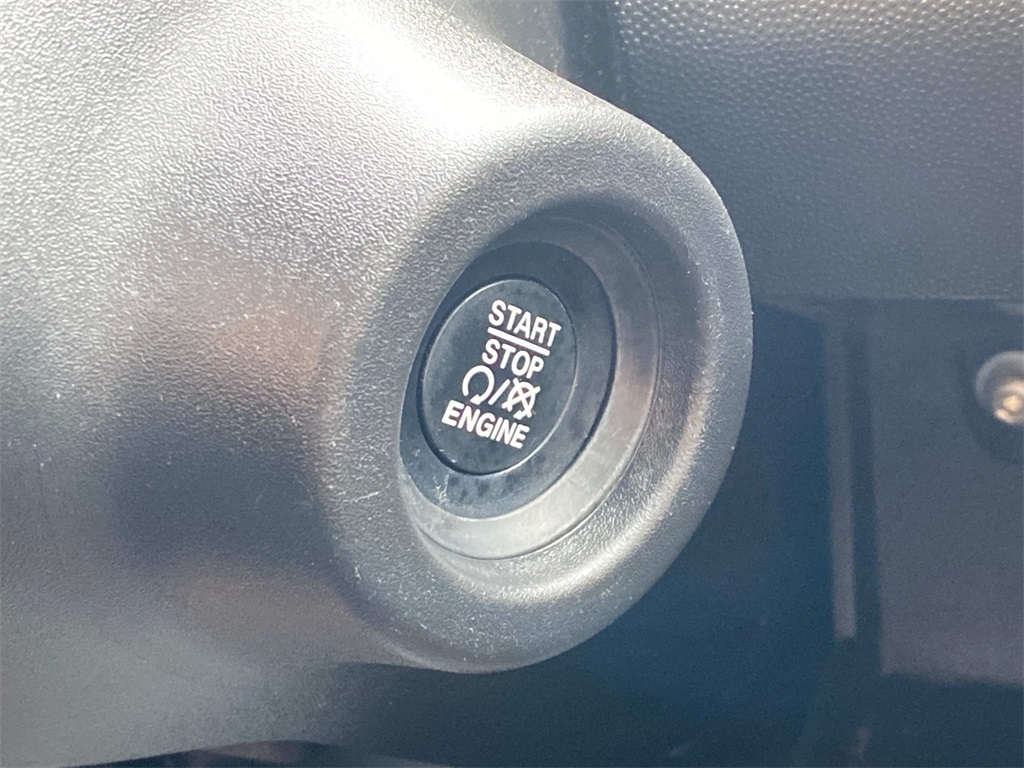 START
STOP
/
ENGINE